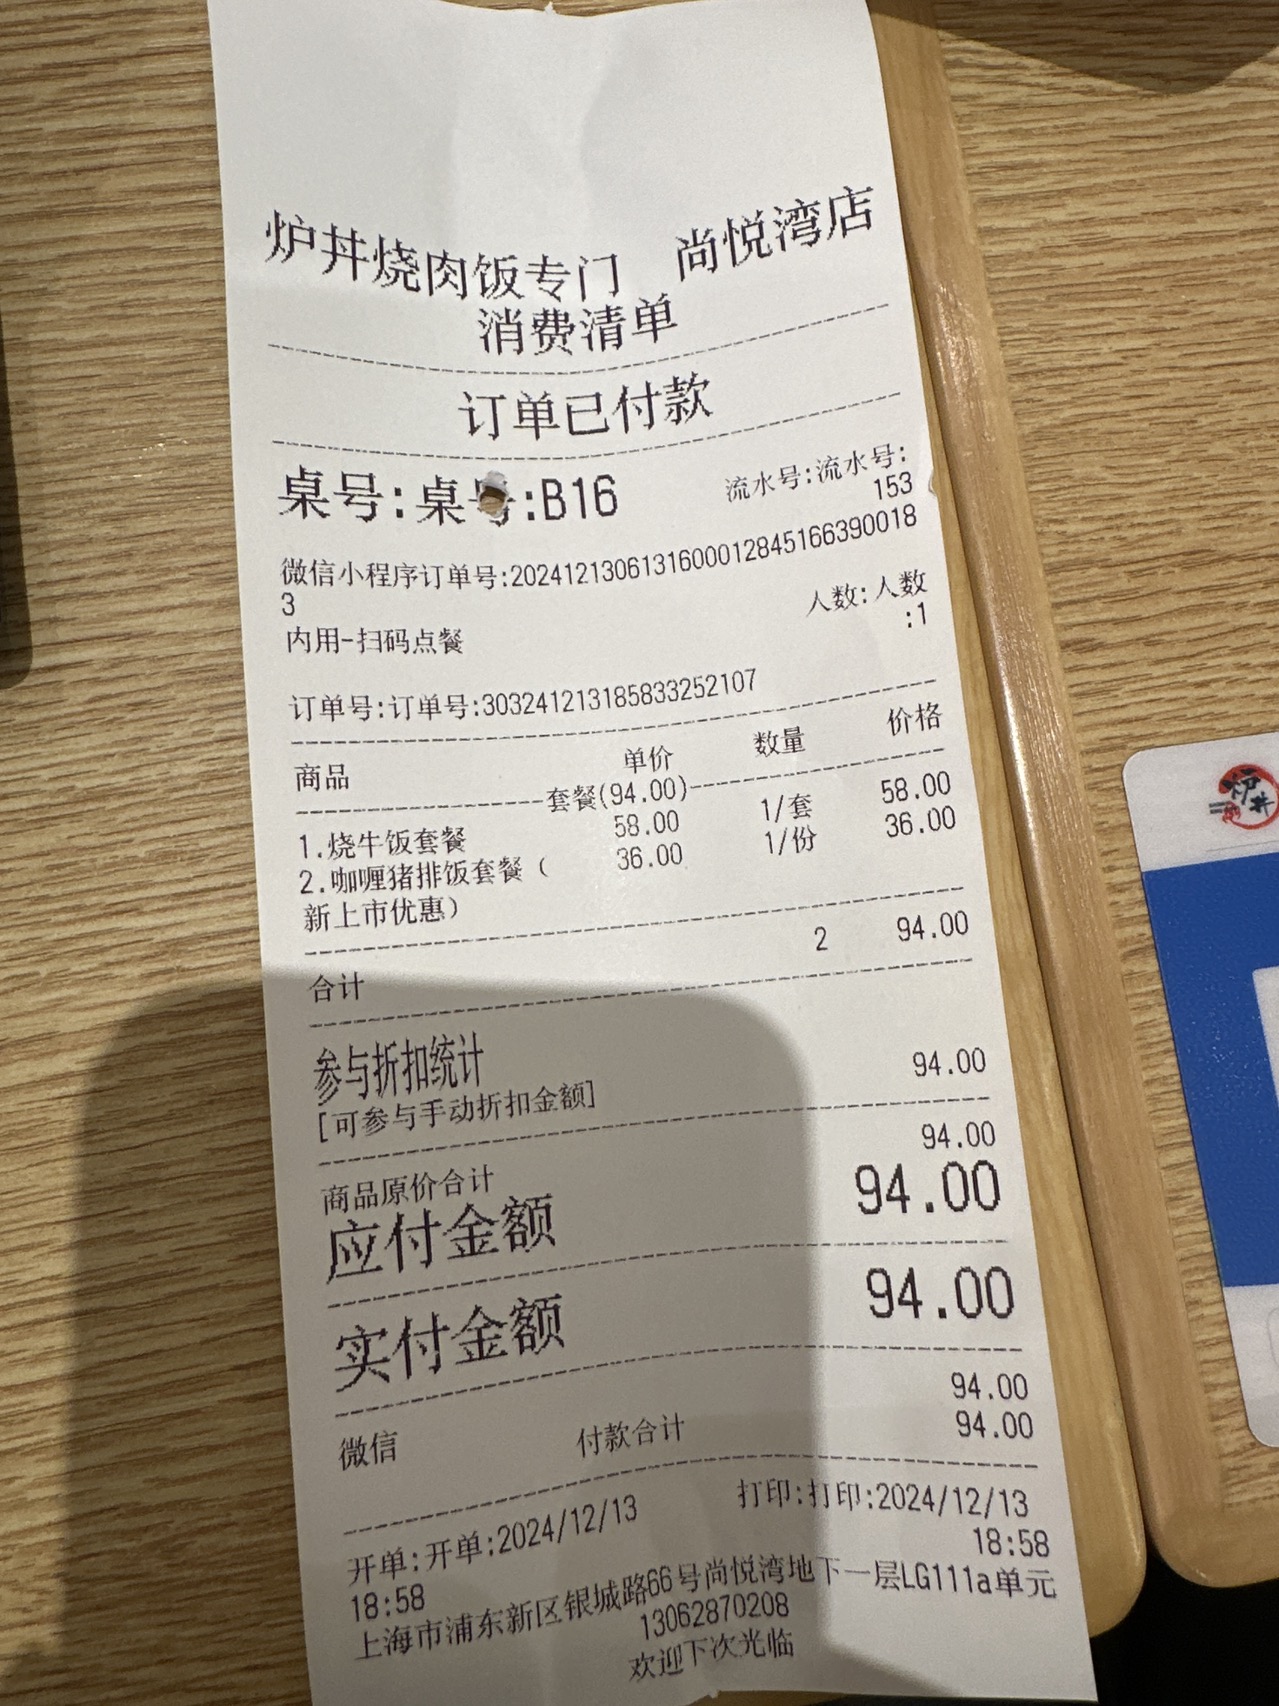 炉丼烧肉饭专门 尚悦湾店
消费清单
订单已付款
桌号:桌号:B16 流水号:流水号:
153
微信小程序订单号:2024121306131600012845166390018
3
内用-扫码点餐 人数:人数
:1
订单号:订单号:303241213185833252107
商品 单价 数量 价格
套餐(94.00)
1.烧牛饭套餐 58.00 1/套 58.00
2.咖喱猪排饭套餐( 36.00 1/份 36.00
新上市优惠)
合计 2 94.00
参与折扣统计 94.00
[可参与手动折扣金额]
商品原价合计 94.00
应付金额 94.00
实付金额 94.00
微信 94.00
付款合计 94.00
开单:开单:2024/12/13 打印:打印:2024/12/13
18:58 18:58
上海市浦东新区银城路66号尚悦湾地下一层LG111a单元
13062870208
欢迎下次光临
炉丼